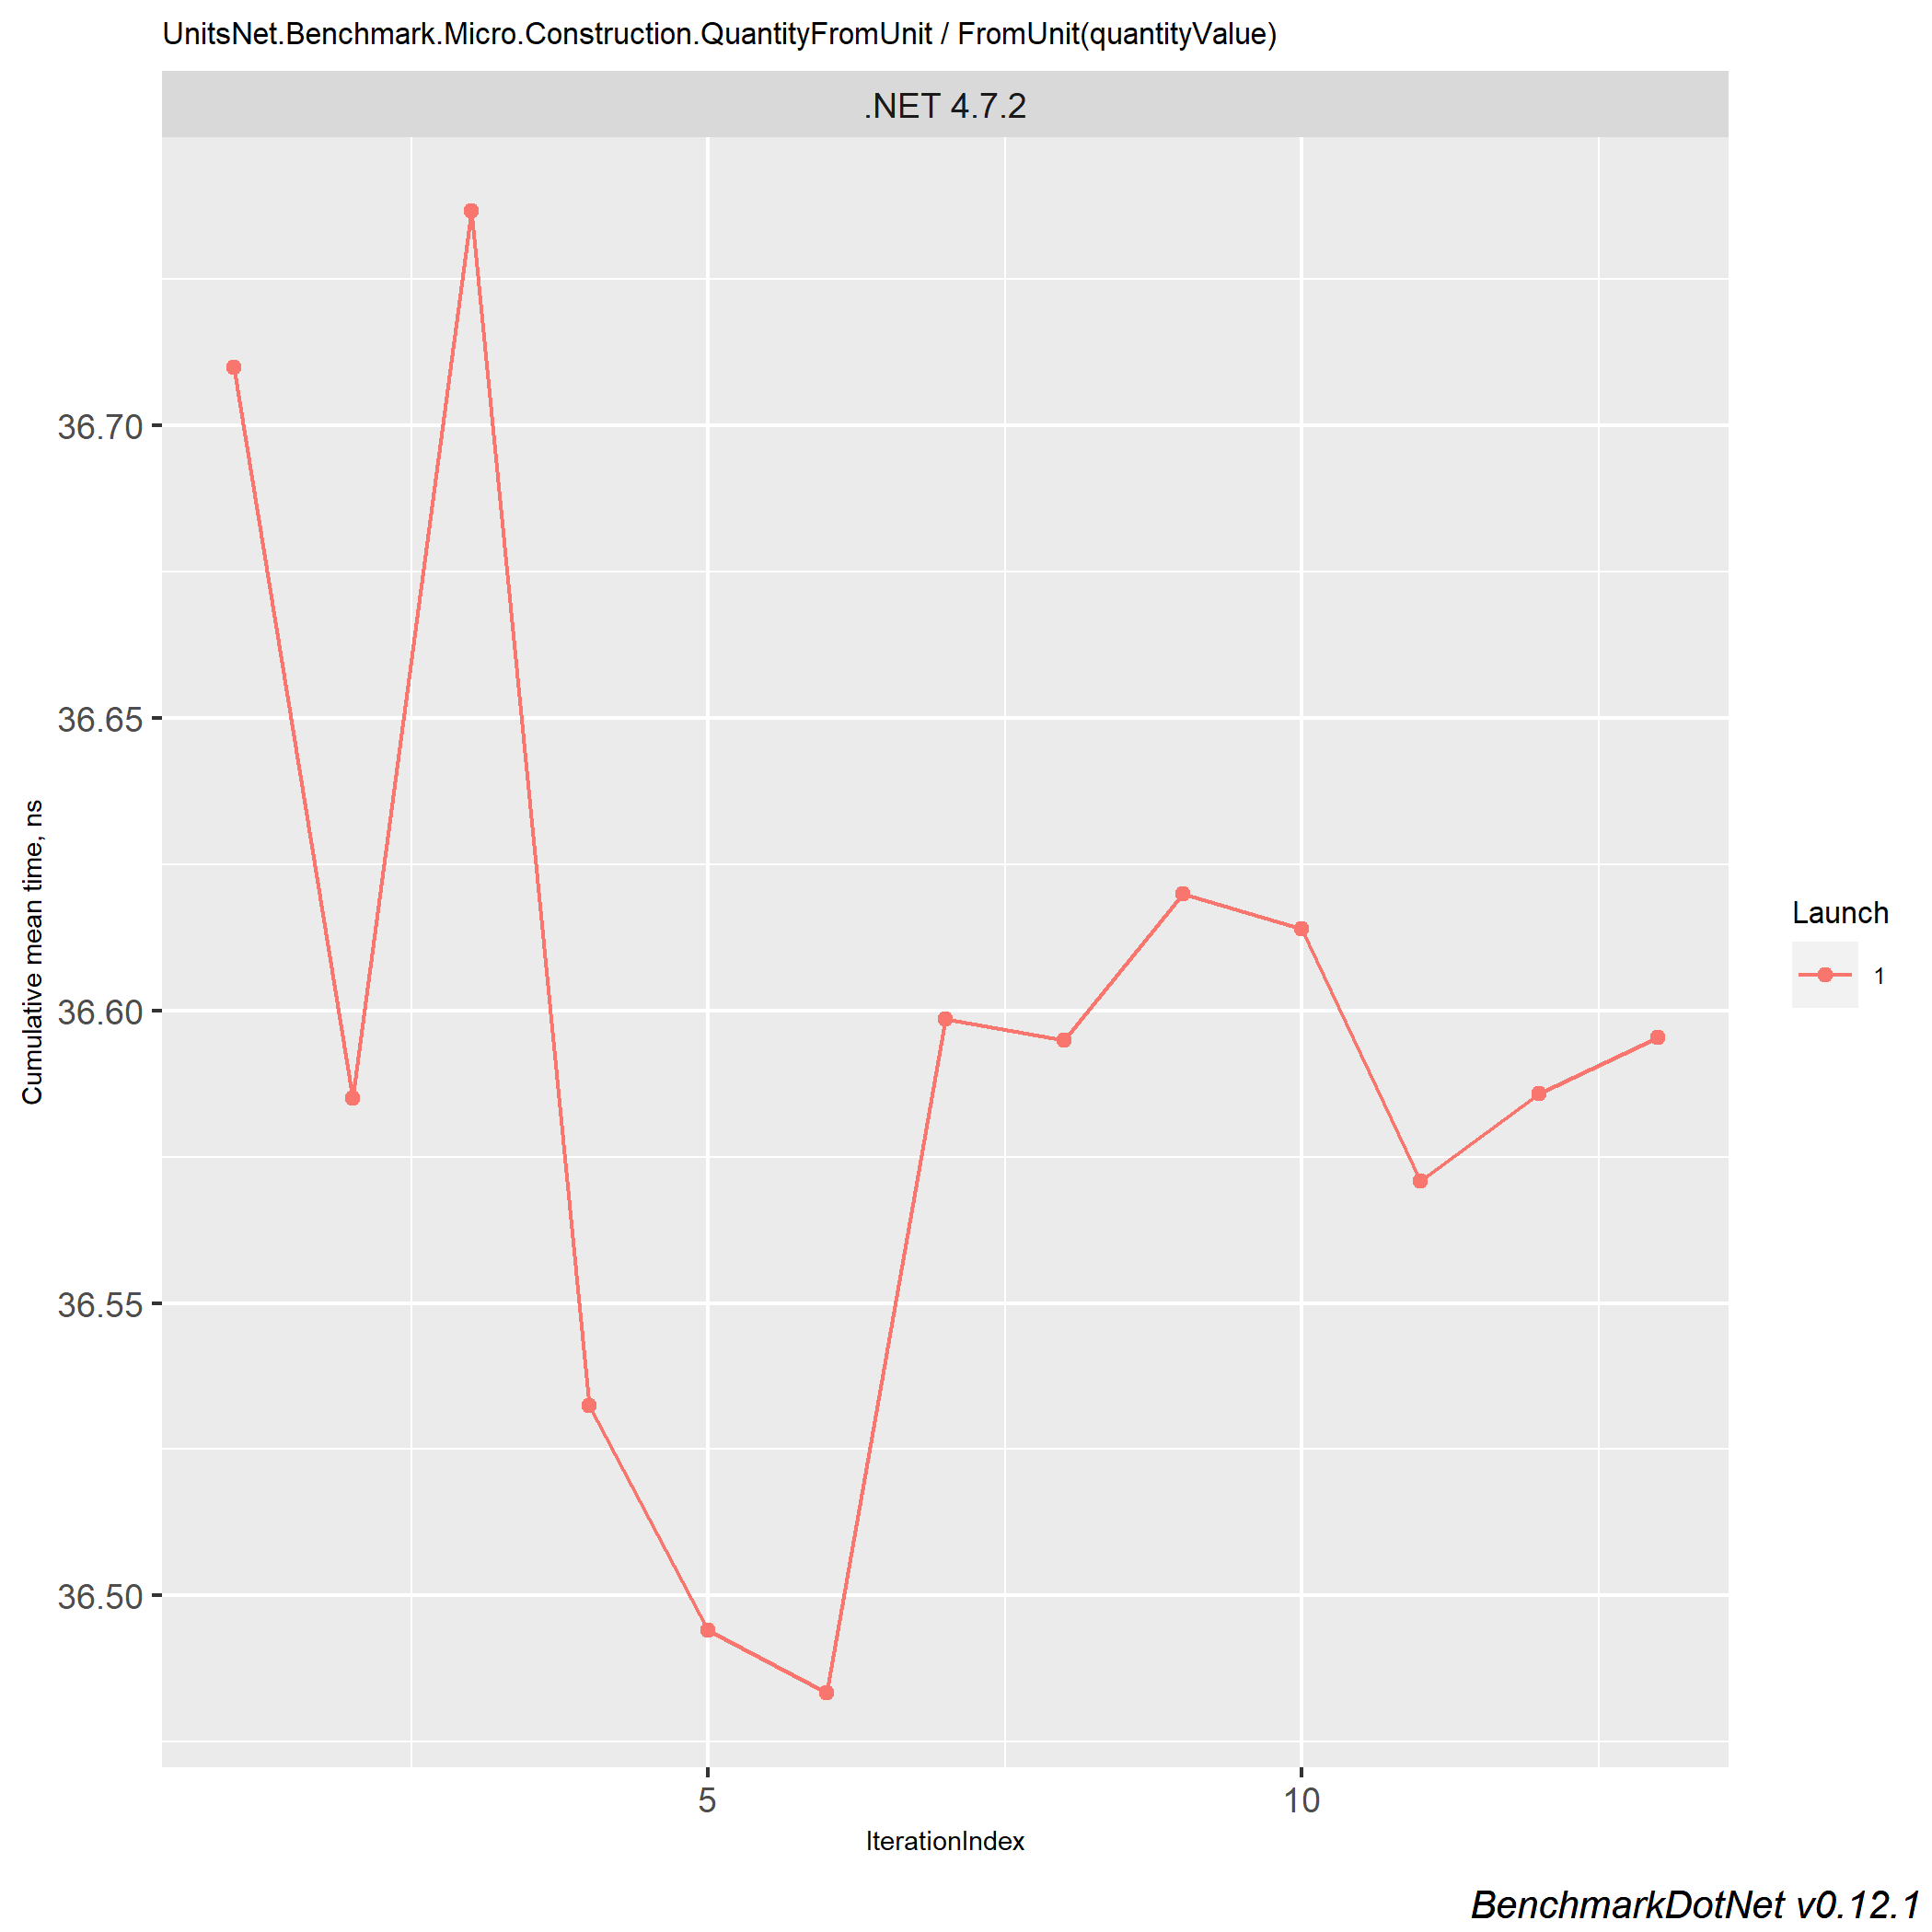 UnitsNet.Benchmark.Micro.Construction.QuantityFromUnit / FromUnit(quantityValue)
.NET 4.7.2
36.70
36.65
36.60
36.55
36.50
Cumulative mean time, ns
5
10
IterationIndex
Launch
1
BenchmarkDotNet v0.12.1